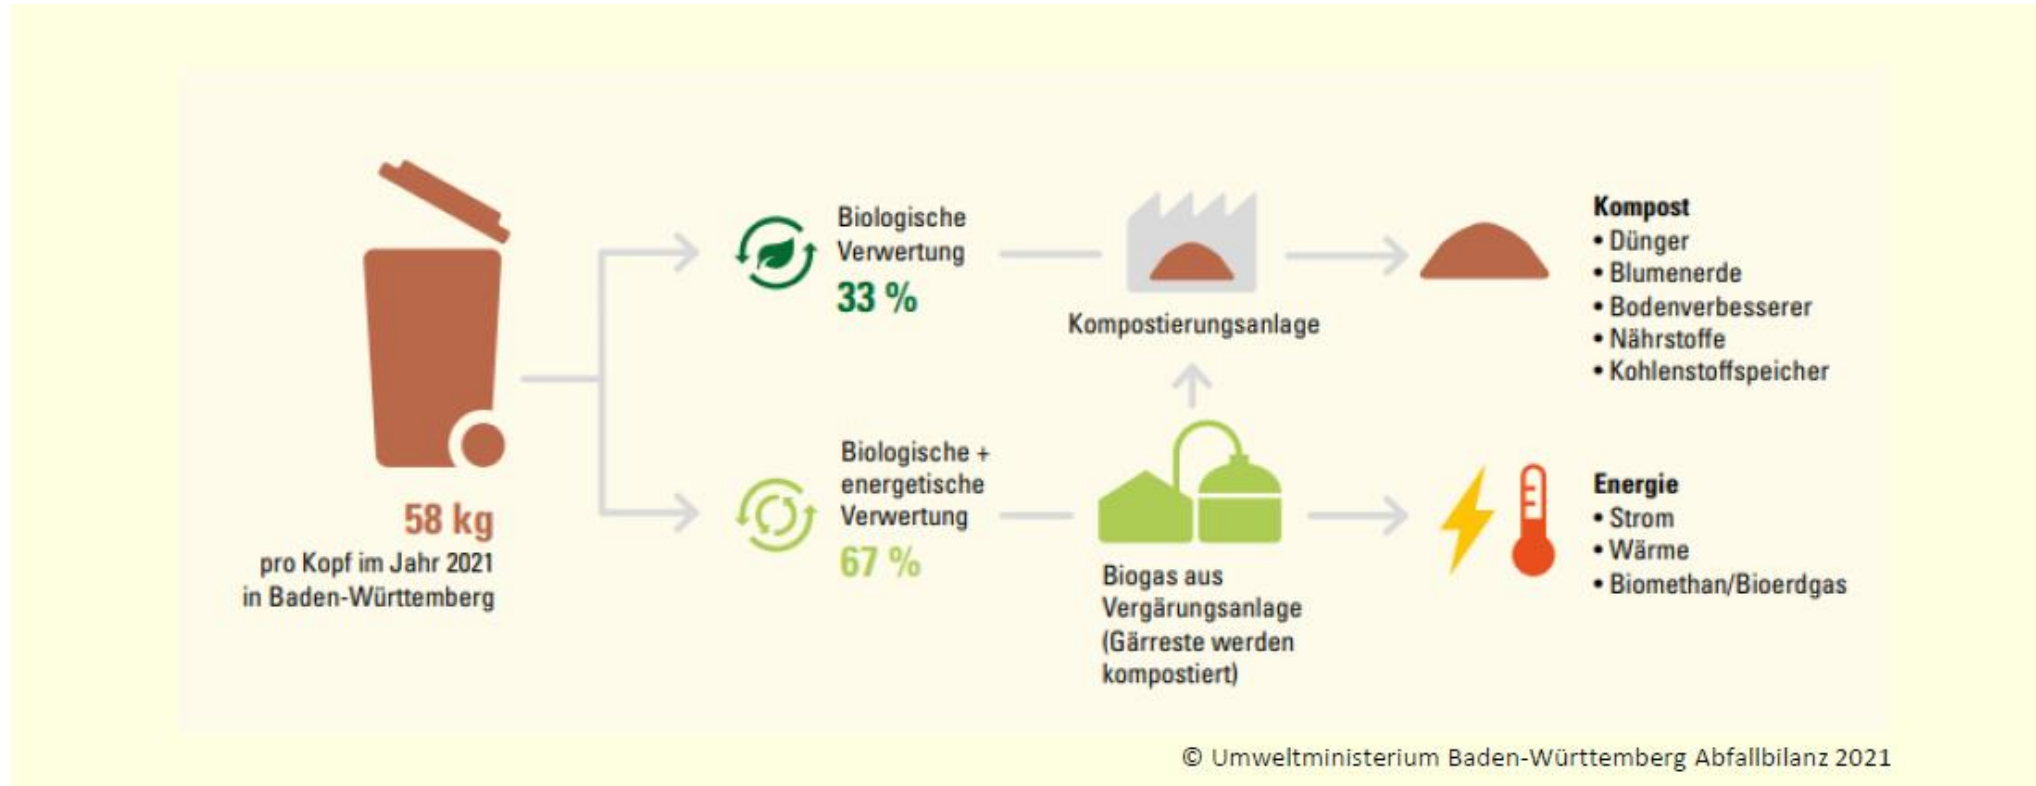 58 kg
pro Kopf im Jahr 2021
in Baden-Württemberg
Biologische
Verwertung
33 %
Kompostierungsanlage
Kompost
• Dünger
• Blumenerde
• Bodenverbesserer
• Nährstoffe
• Kohlenstoffspeicher
Biologische +
energetische
Verwertung
67 %
Biogas aus
Vergärungsanlage
(Gärreste werden
kompostiert)
Energie
• Strom
• Wärme
• Biomethan/Bioerdgas
© Umweltministerium Baden-Württemberg Abfallbilanz 2021